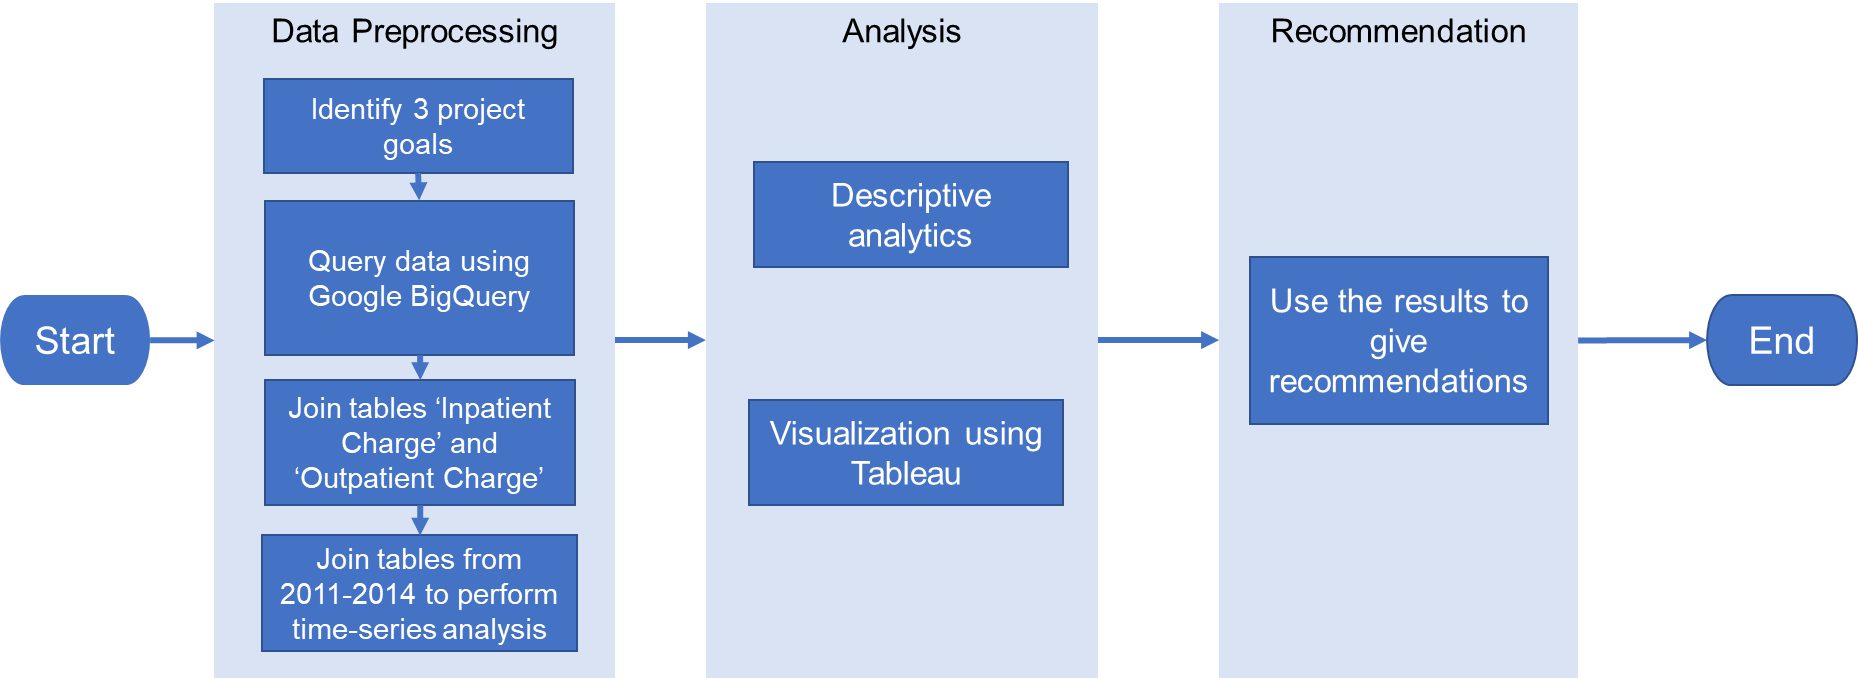 Start
Data Preprocessing
Identify 3 project
goals
Query data using
Google BigQuery
Join tables ‘Inpatient
Charge’ and
‘Outpatient Charge’
Join tables from
2011-2014 to perform
time-series analysis
Analysis
Descriptive
analytics
Visualization using
Tableau
Recommendation
Use the results to
give
recommendations
End